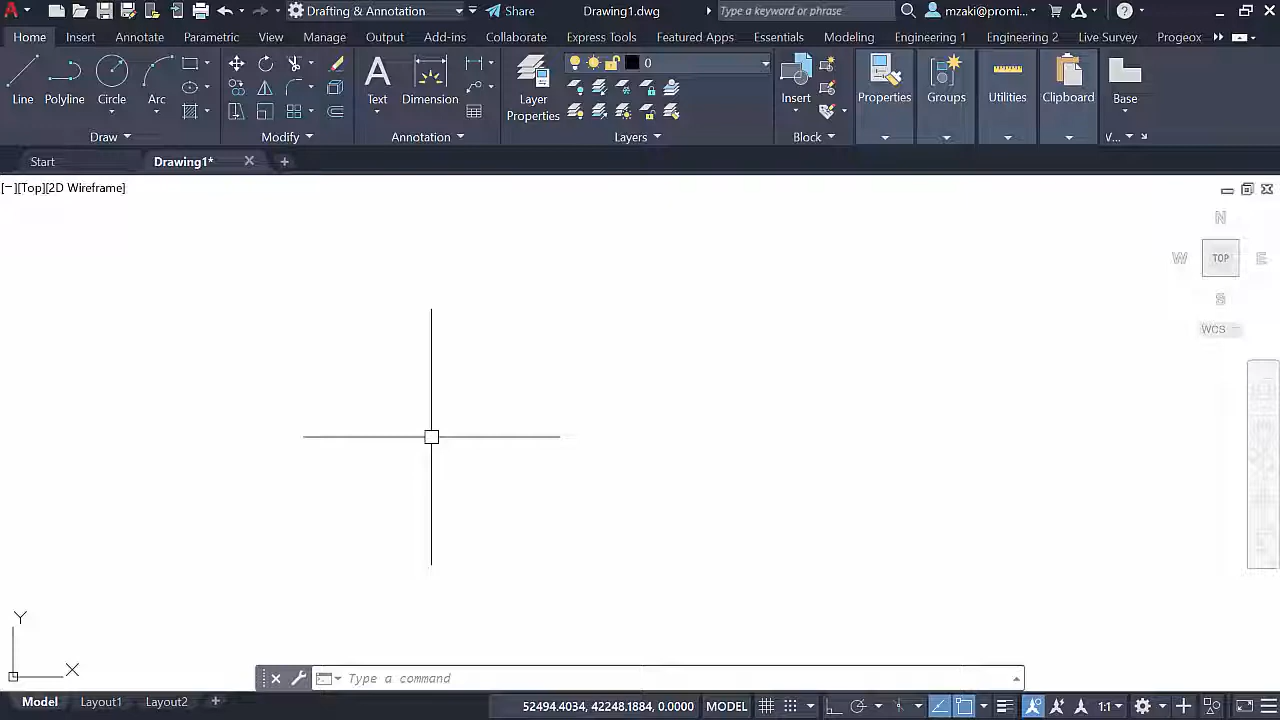 Drafting & Annotation Share Drawing1.dwg Type a keyword or phrase mzaki@promi...
Home Insert Annotate Parametric View Manage Output Add-ins Collaborate Express Tools Featured Apps Essentials Modeling Engineering 1 Engineering 2 Live Survey Progeox
0
Line Polyline Circle Arc Text Dimension Layer Properties Insert Properties Groups Utilities Clipboard Base
Draw Modify Annotation Layers Block V...
Start Drawing1*
[−][Top][2D Wireframe]
N
W TOP E
S
WCS
Y
X
Type a command
Model Layout1 Layout2 52494.4034, 42248.1884, 0.0000 MODEL 1:1